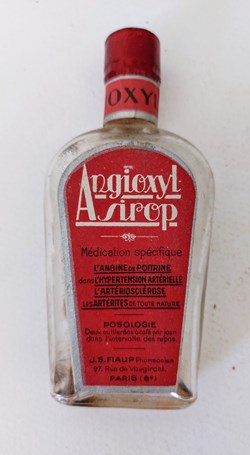 OXYL
Angioxyl
sirop
Médication spécifique
L'ANGINE DE POITRINE
dans L'HYPERTENSION ARTÉRIELLE
L'ARTÉRIOSCLÉROSE
LES ARTÉRITES DE TOUTE NATURE
POSOLOGIE
Deux cuillerées à café par jour
dans l'intervalle des repas
J.B. FIALIP Pharmacien
Rue de Vaugirard,
PARIS (6e)